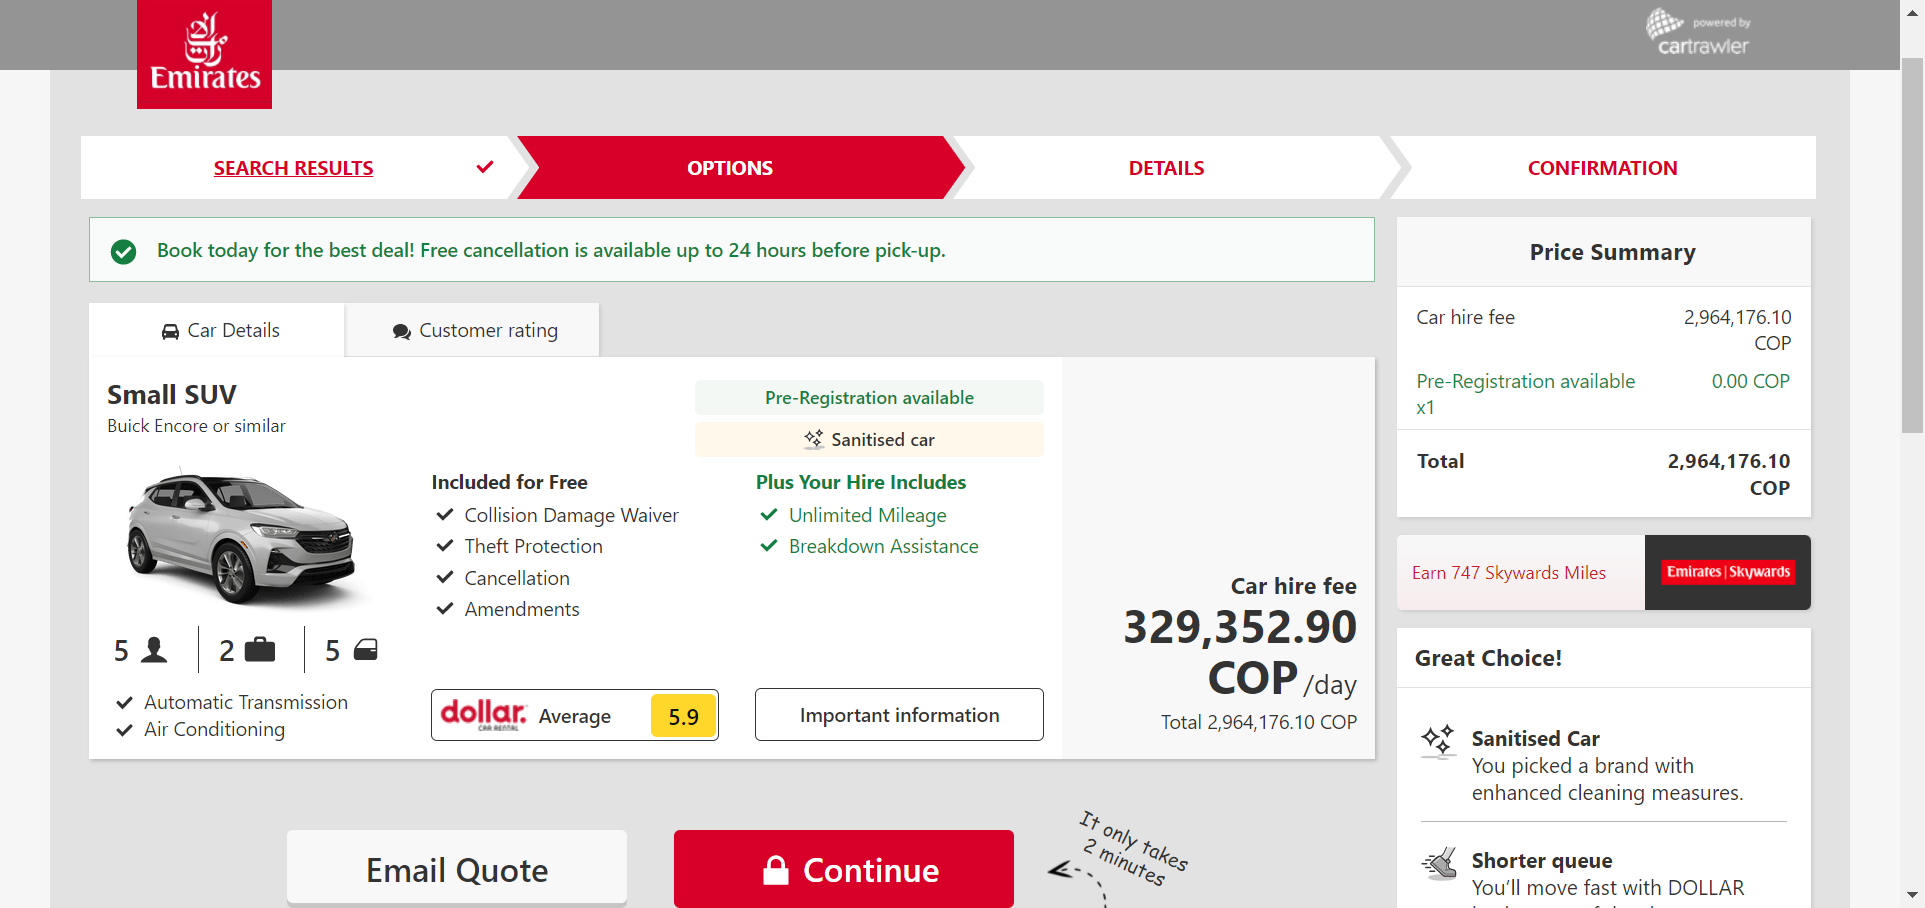 Emirates
powered by
cartrawler
SEARCH RESULTS
OPTIONS
DETAILS
CONFIRMATION
Book today for the best deal! Free cancellation is available up to 24 hours before pick-up.
Car Details
Customer rating
Small SUV
Buick Encore or similar
Pre-Registration available
Sanitised car
Included for Free
Collision Damage Waiver
Theft Protection
Cancellation
Amendments
Plus Your Hire Includes
Unlimited Mileage
Breakdown Assistance
5
2
5
Automatic Transmission
Air Conditioning
dollar.
CAR RENTAL
Average
5.9
Important information
Car hire fee
329,352.90
COP /day
Total 2,964,176.10 COP
Email Quote
Continue
It only takes
2 minutes
Price Summary
Car hire fee
2,964,176.10
COP
Pre-Registration available
x1
0.00 COP
Total
2,964,176.10
COP
Earn 747 Skywards Miles
Emirates | Skywards
Great Choice!
Sanitised Car
You picked a brand with
enhanced cleaning measures.
Shorter queue
You'll move fast with DOLLAR